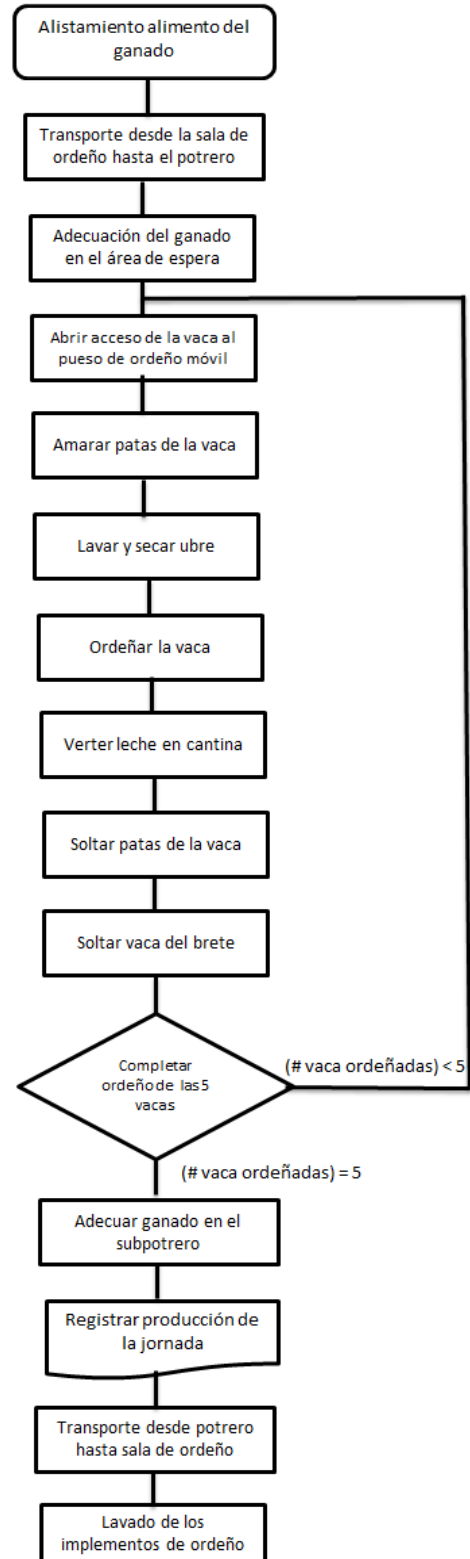 Alistamiento alimento del
ganado
Transporte desde la sala de
ordeño hasta el potrero
Adecuación del ganado
en el área de espera
Abrir acceso de la vaca al
pueso de ordeño móvil
Amarar patas de la vaca
Lavar y secar ubre
Ordeñar la vaca
Verter leche en cantina
Soltar patas de la vaca
Soltar vaca del brete
Completar
ordeño de las 5
vacas
(# vaca ordeñadas) < 5
(# vaca ordeñadas) = 5
Adecuar ganado en el
subpotrero
Registrar producción de
la jornada
Transporte desde potrero
hasta sala de ordeño
Lavado de los
implementos de ordeño